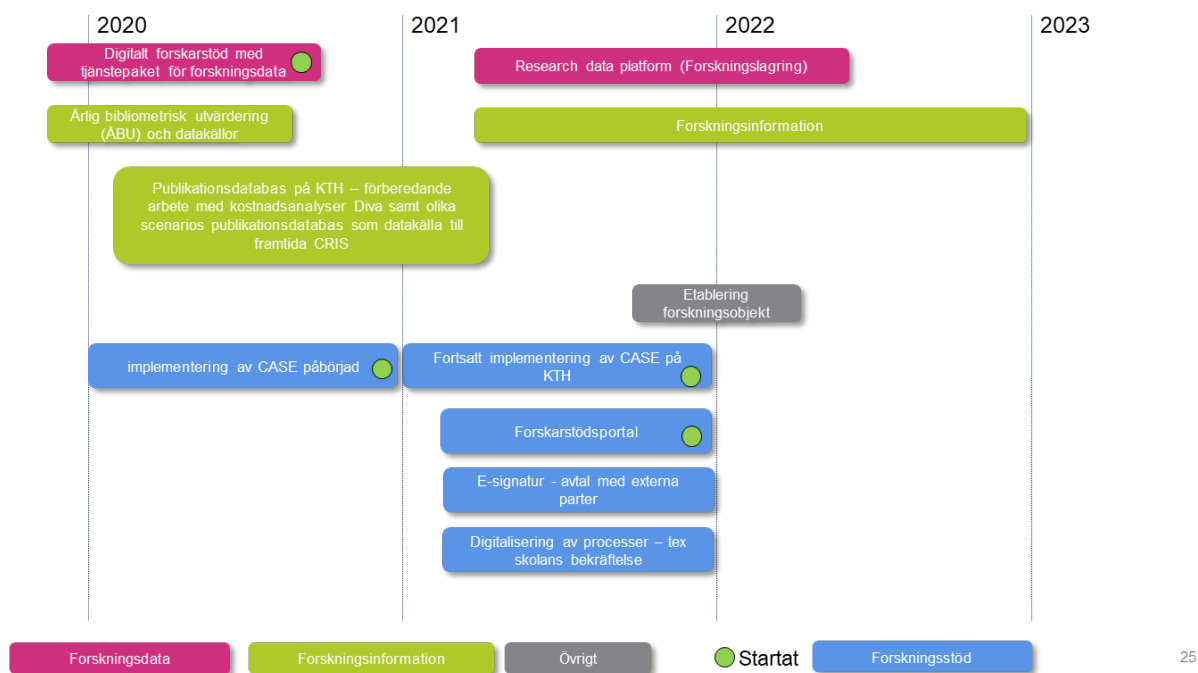 2020
2021
2022
2023
Digitalt forskarstöd med
tjänstepaket för forskningsdata
Research data platform (Forskningslagring)
Årlig bibliometrisk utvärdering
(ÅBU) och datakällor
Forskningsinformation
Publikationsdatabas på KTH – förberedande
arbete med kostnadsanalyser Diva samt olika
scenarios publikationsdatabas som datakälla till
framtida CRIS
Etablering
forskningsobjekt
implementering av CASE påbörjad
Fortsatt implementering av CASE på
KTH
Forskarstödsportal
E-signatur - avtal med externa
parter
Digitalisering av processer – tex
skolans bekräftelse
Forskningsdata
Forskningsinformation
Övrigt
Startat
Forskningsstöd
25